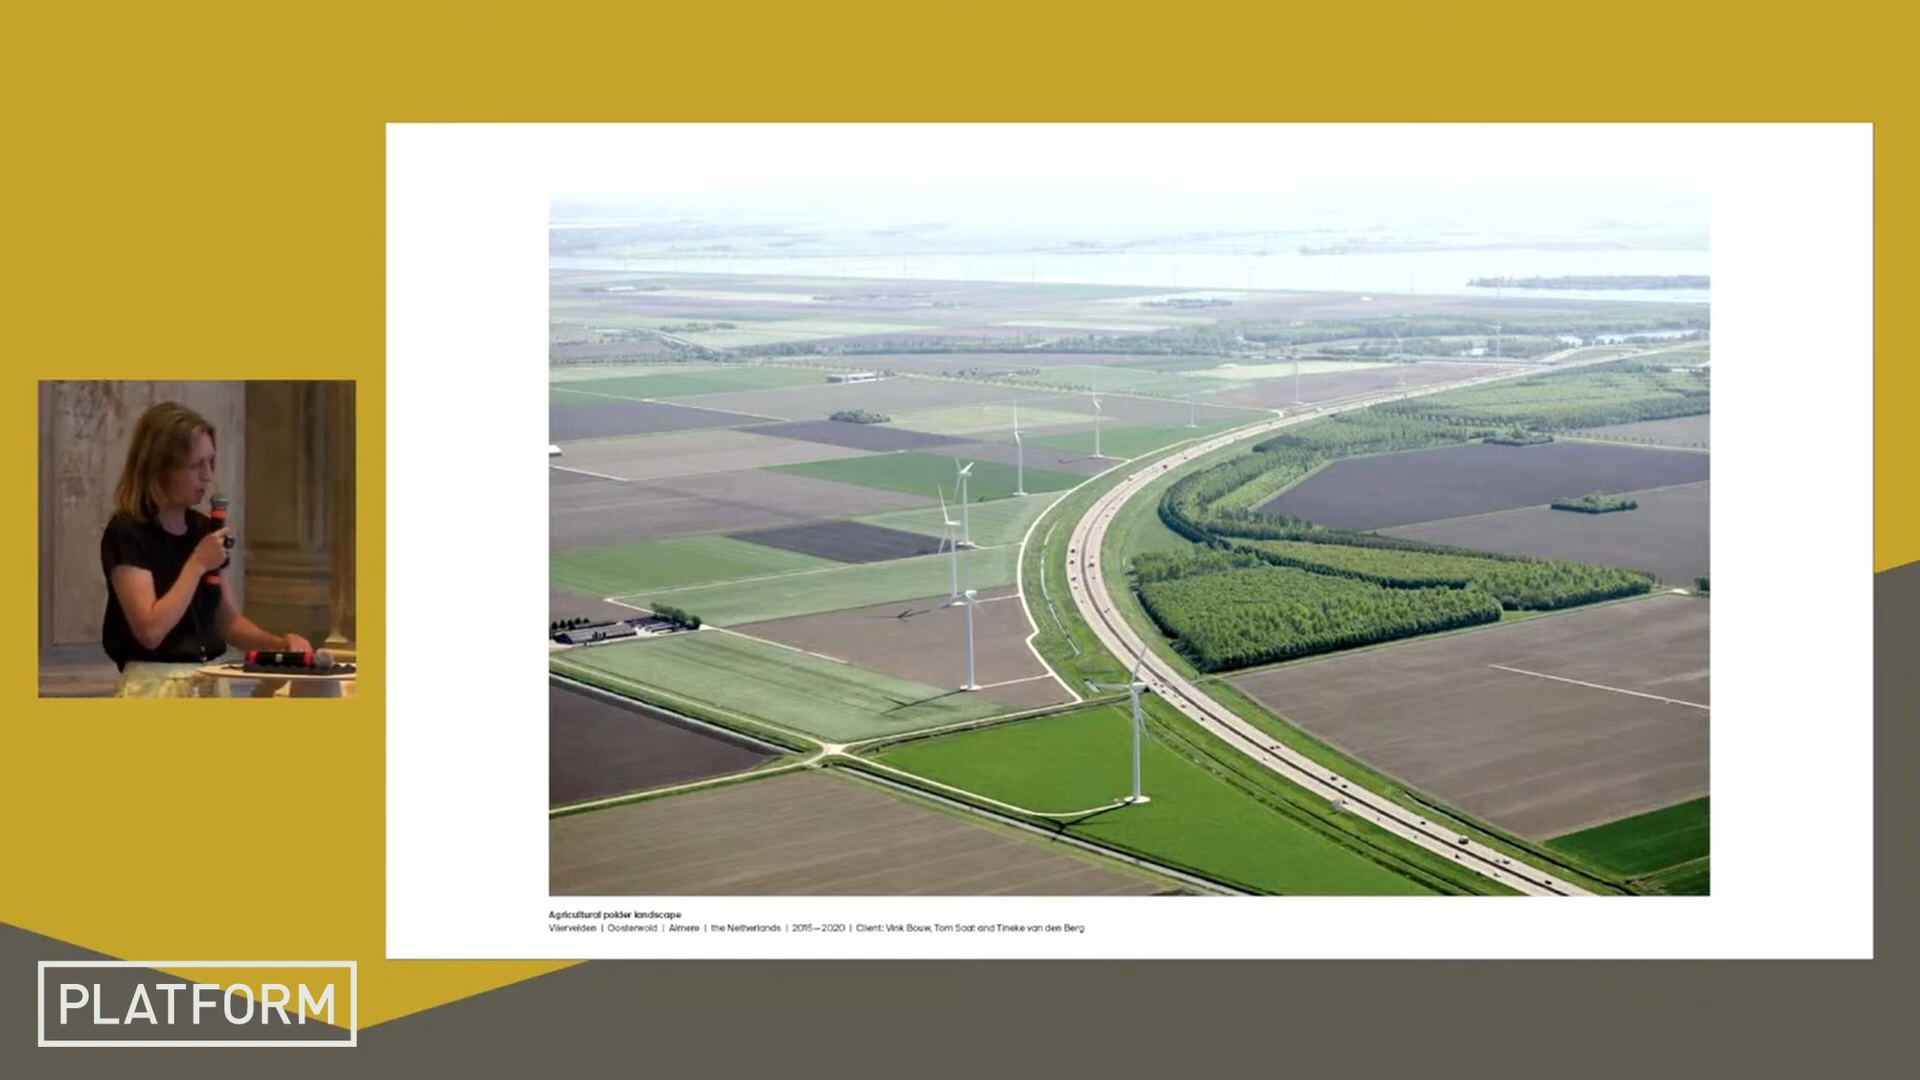 Agricultural polder landscape
Vliervelden | Oosterwold | Almere | the Netherlands | 2015—2020 | Client: Vink Bouw, Tom Saat and Tineke van den Berg
PLATFORM